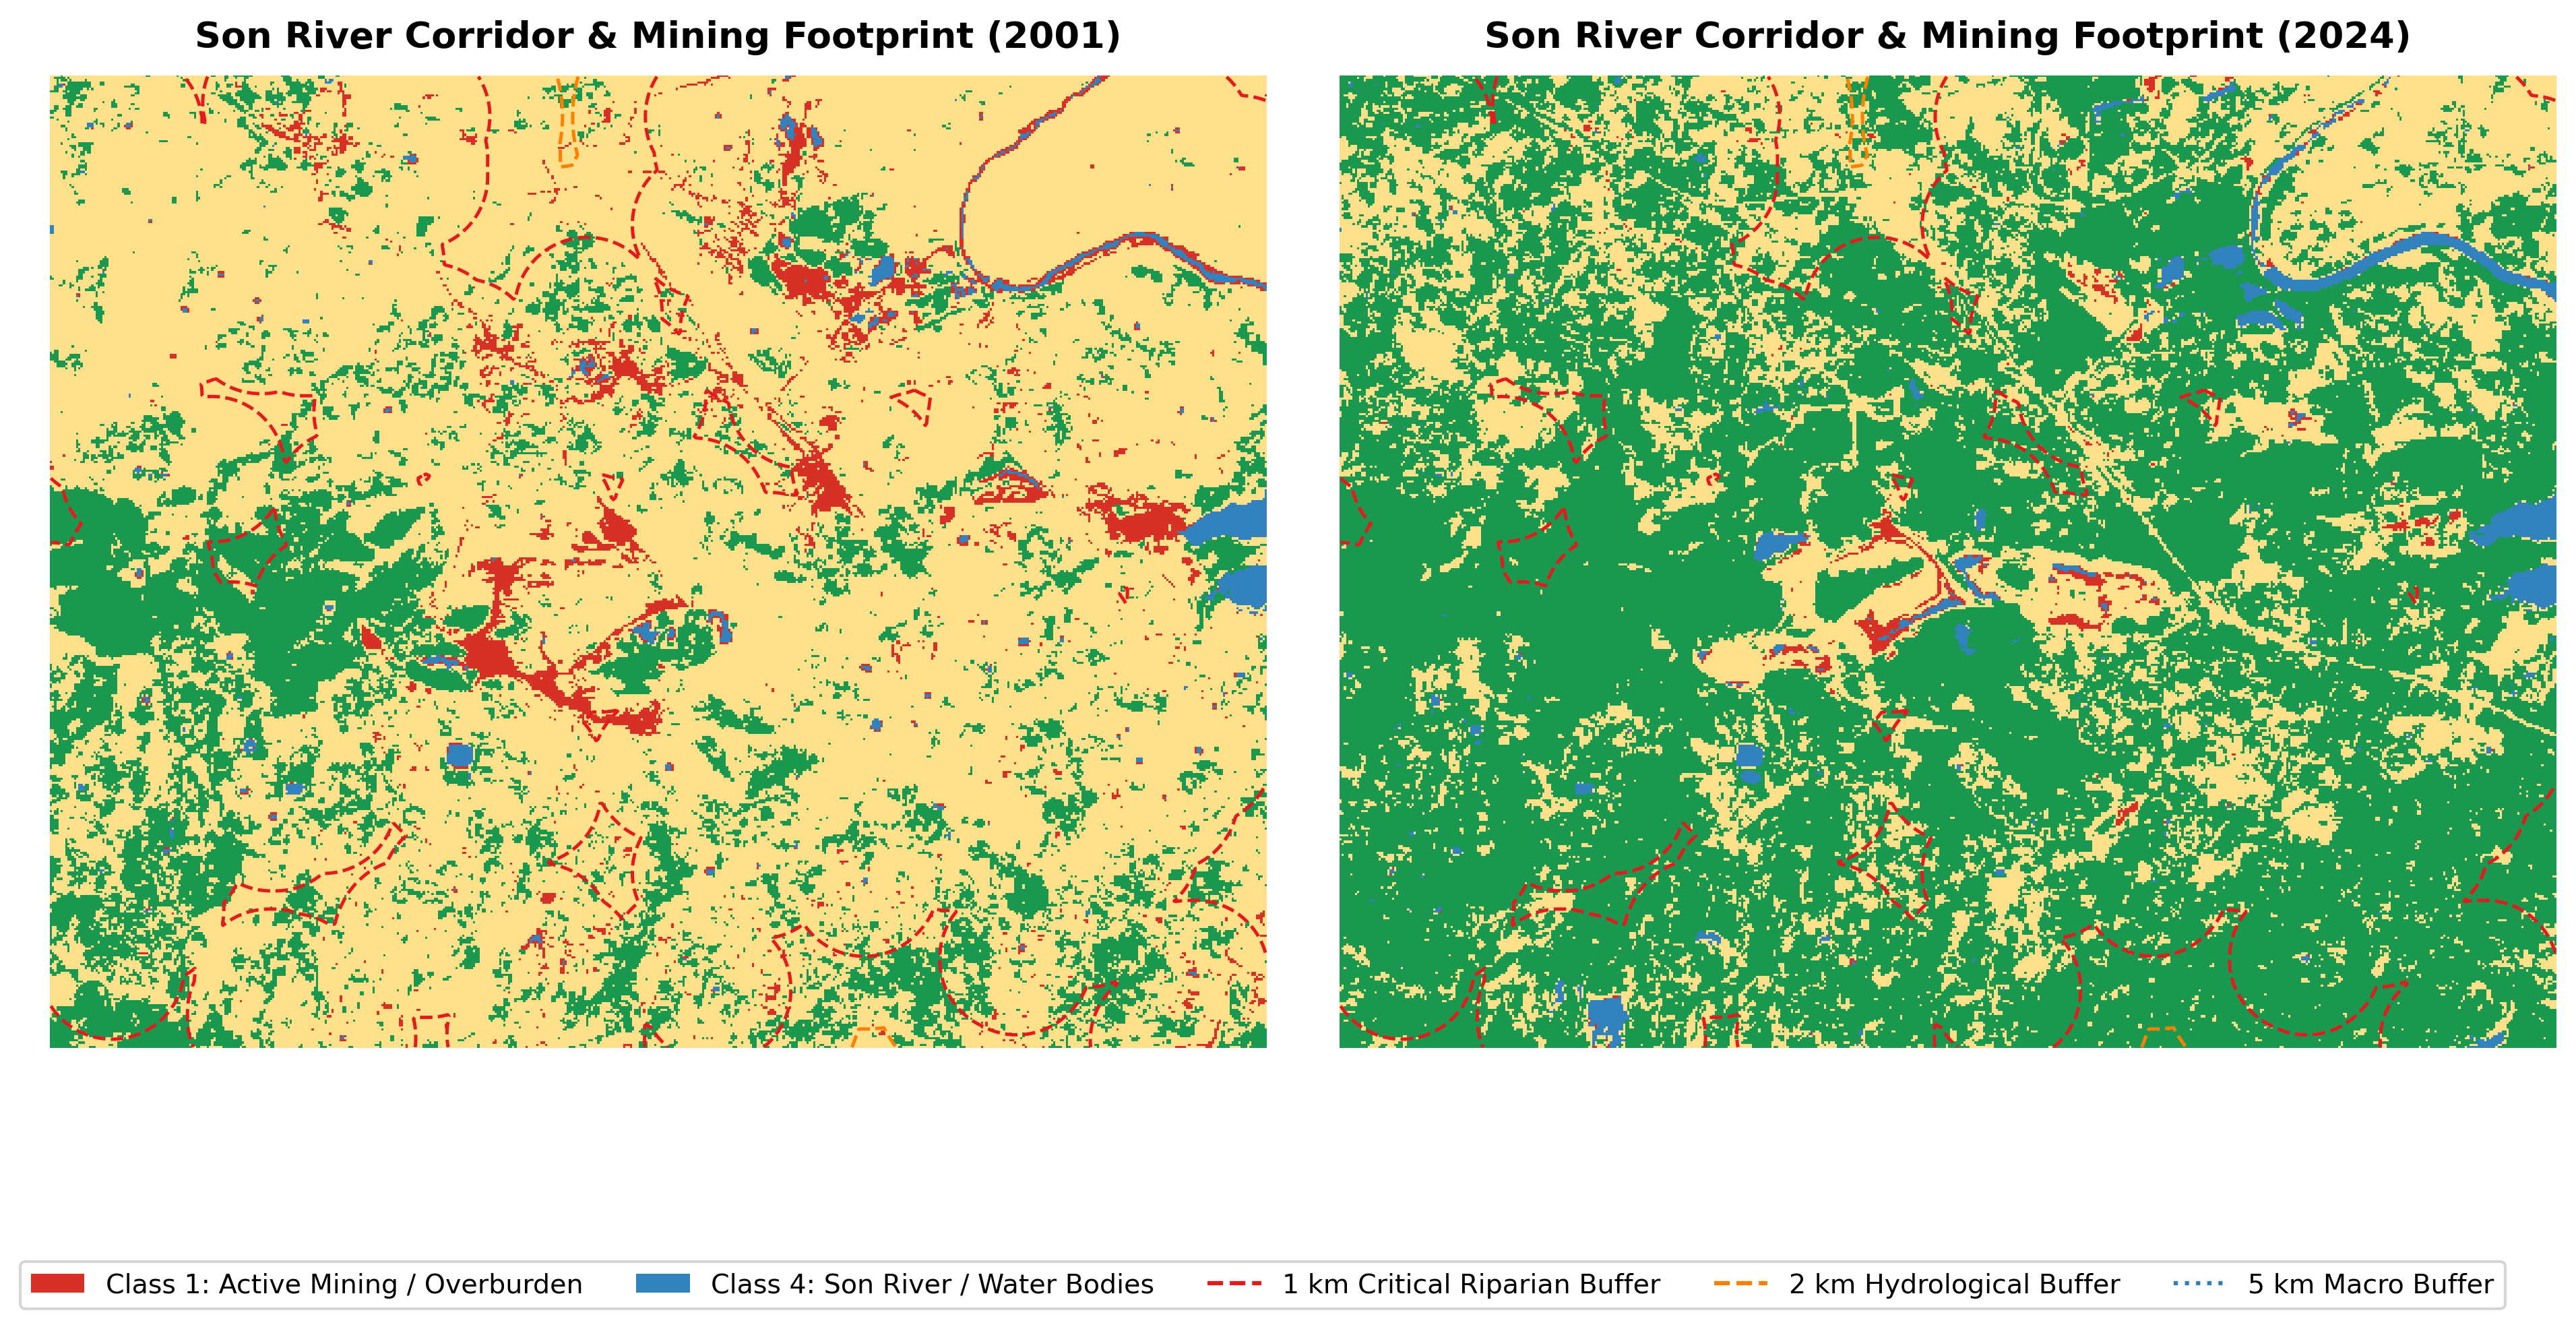 Son River Corridor & Mining Footprint (2001)
Son River Corridor & Mining Footprint (2024)
Class 1: Active Mining / Overburden
Class 4: Son River / Water Bodies
1 km Critical Riparian Buffer
2 km Hydrological Buffer
5 km Macro Buffer